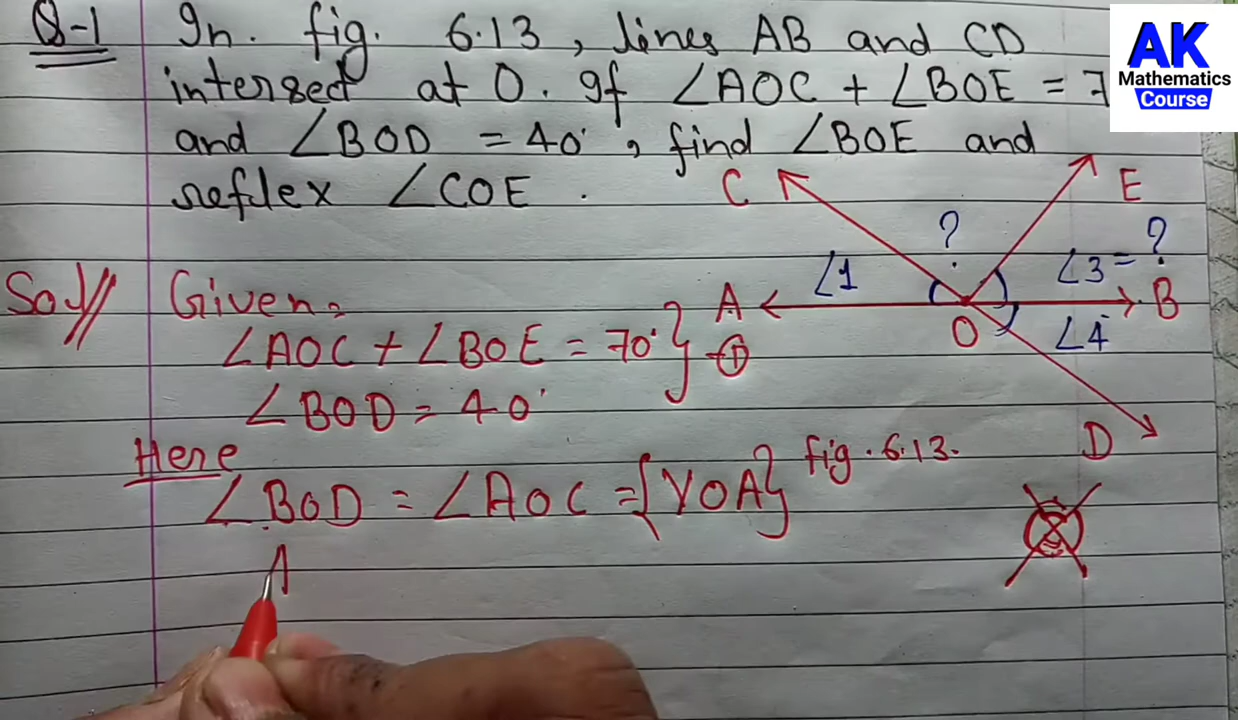 Q-1 In. fig. 6.13, lines AB and CD
intersect at O. If ∠AOC + ∠BOE = 7
and ∠BOD = 40°, find ∠BOE and
reflex ∠COE.
AK
Mathematics
Course
C
E
?
∠1
∠3 = ?
A
B
O
∠4
D
fig. 6.13.
Sol// Given:
∠AOC + ∠BOE = 70° } ①
∠BOD = 40°
Here
∠BOD = ∠AOC = {VOA}
A